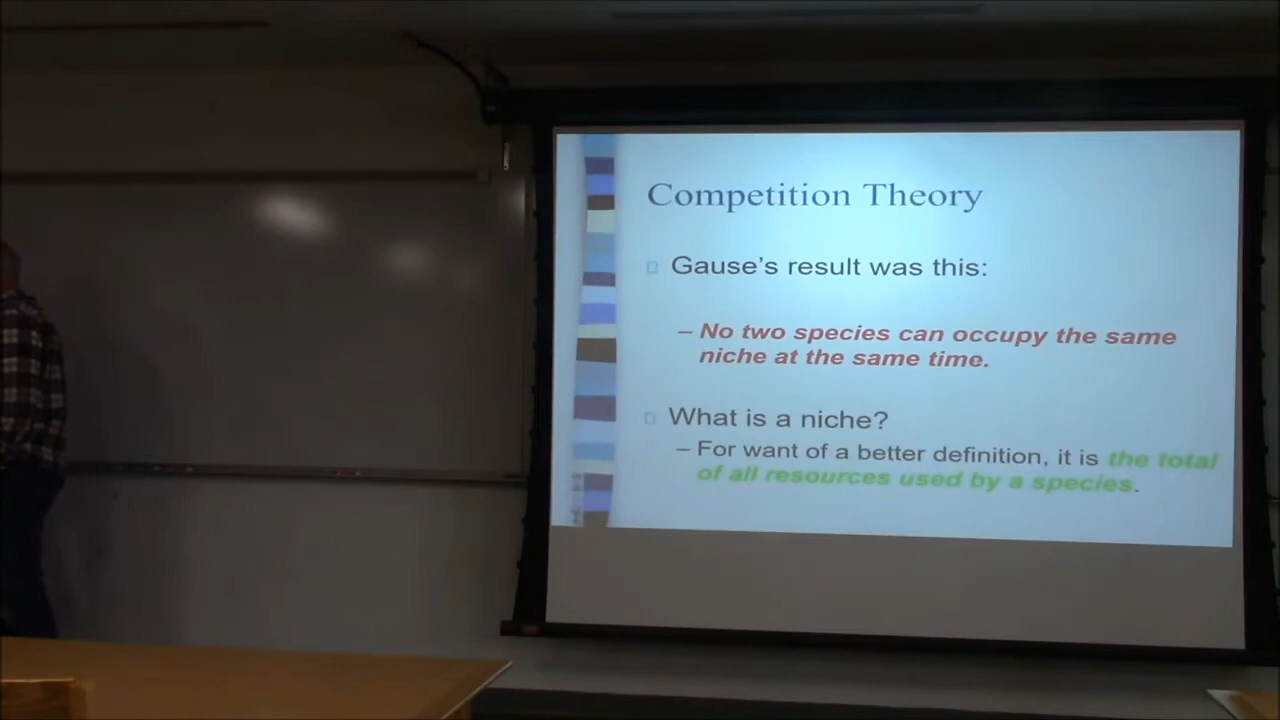 Competition Theory
Gause's result was this:
– No two species can occupy the same
niche at the same time.
What is a niche?
– For want of a better definition, it is the total
of all resources used by a species.